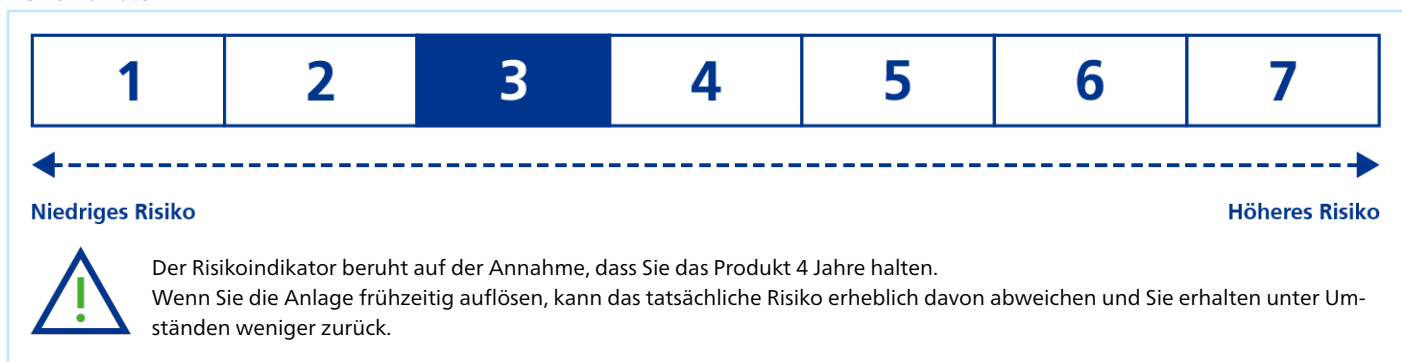 1 2 3 4 5 6 7
Niedriges Risiko Höheres Risiko
Der Risikoindikator beruht auf der Annahme, dass Sie das Produkt 4 Jahre halten.
Wenn Sie die Anlage frühzeitig auflösen, kann das tatsächliche Risiko erheblich davon abweichen und Sie erhalten unter Um-
ständen weniger zurück.